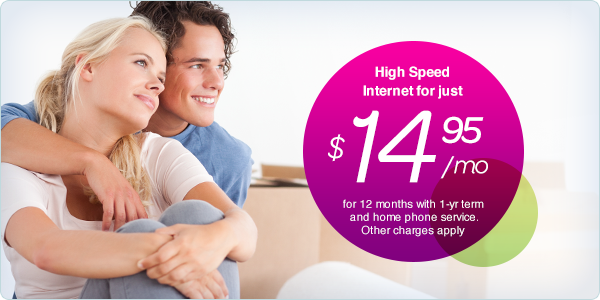 High Speed
Internet for just
$14.95/mo
for 12 months with 1-yr term
and home phone service.
Other charges apply